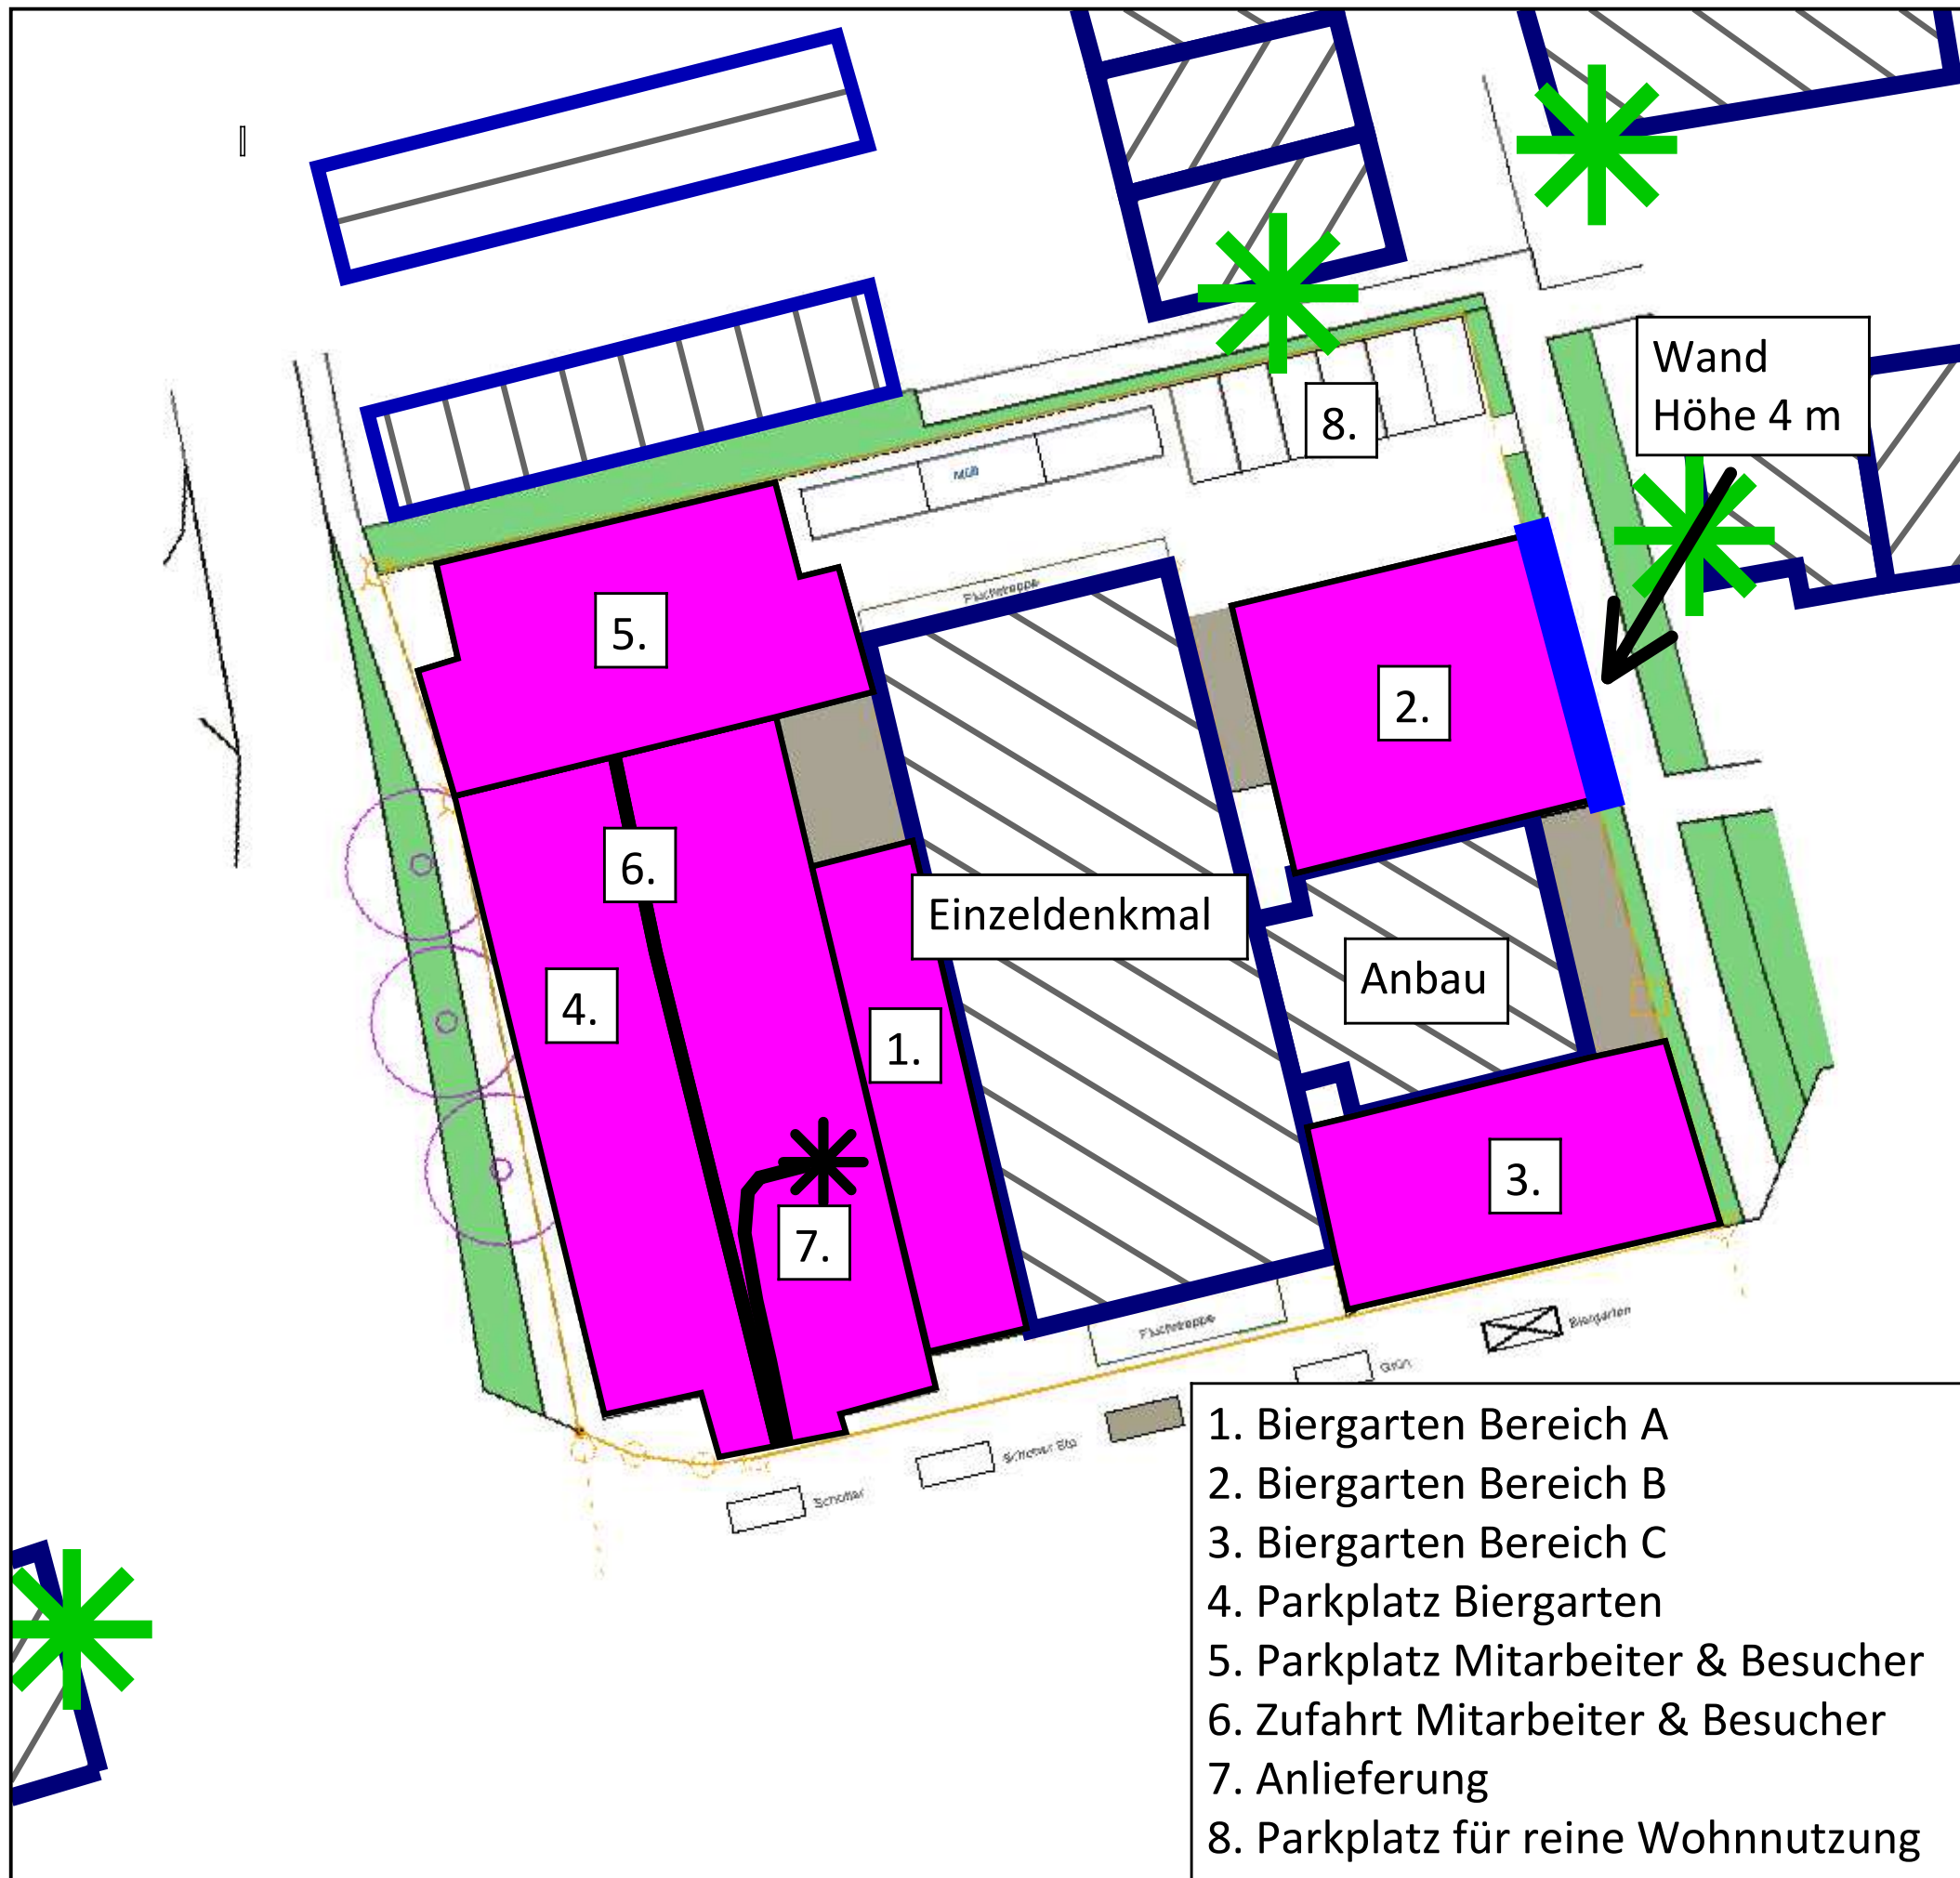 Wand
Höhe 4 m
8.
Müll
Fluchttreppe
5.
2.
6.
Einzeldenkmal
Anbau
4.
1.
3.
7.
Fluchttreppe
Biergarten
Grün
Schotter
1. Biergarten Bereich A
2. Biergarten Bereich B
3. Biergarten Bereich C
4. Parkplatz Biergarten
5. Parkplatz Mitarbeiter & Besucher
6. Zufahrt Mitarbeiter & Besucher
7. Anlieferung
8. Parkplatz für reine Wohnnutzung